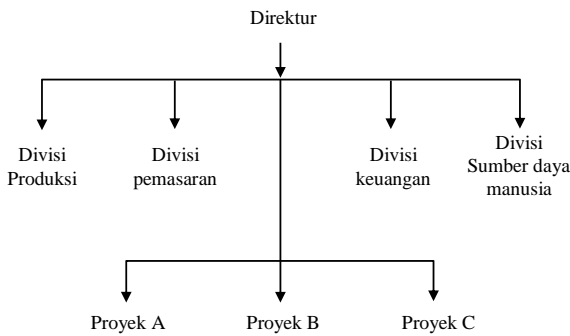 Direktur
Divisi
Produksi
Divisi
pemasaran
Divisi
keuangan
Divisi
Sumber daya
manusia
Proyek A
Proyek B
Proyek C